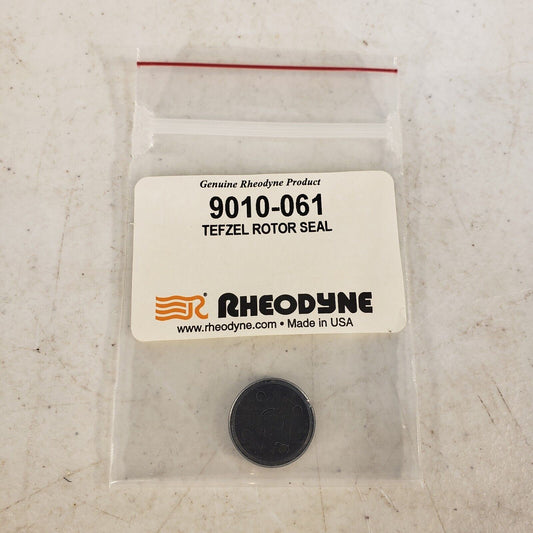 Genuine Rheodyne Product
9010-061
TEFZEL ROTOR SEAL
RHEODYNE
www.rheodyne.com • Made in USA